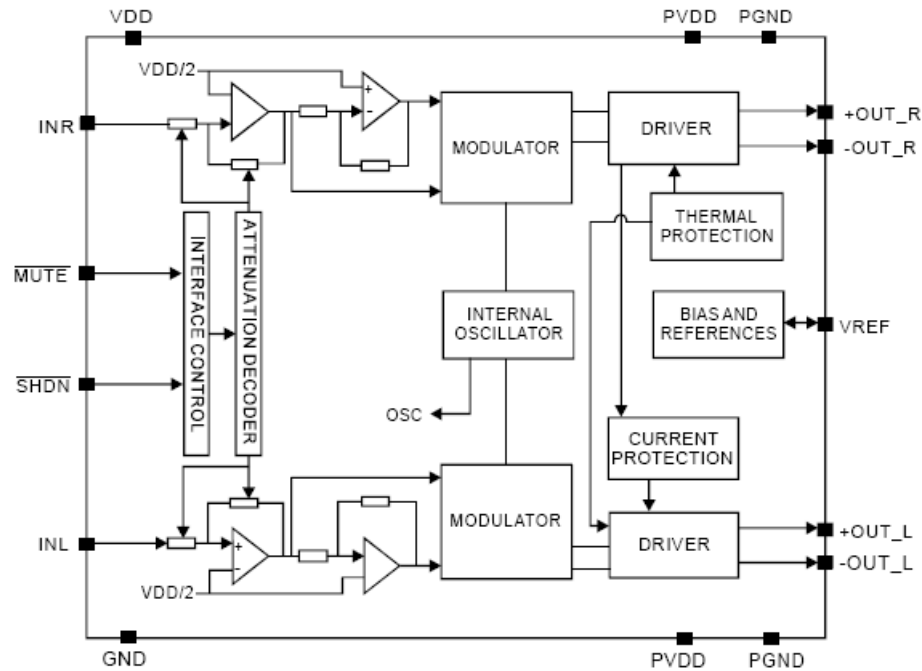 VDD
PVDD
PGND
VDD/2
+
-
INR
MODULATOR
DRIVER
+OUT_R
-OUT_R
THERMAL
PROTECTION
INTERFACE CONTROL
ATTENUATION DECODER
MUTE
INTERNAL
OSCILLATOR
BIAS AND
REFERENCES
VREF
SHDN
OSC
CURRENT
PROTECTION
MODULATOR
DRIVER
+OUT_L
-OUT_L
INL
+
-
VDD/2
GND
PVDD
PGND